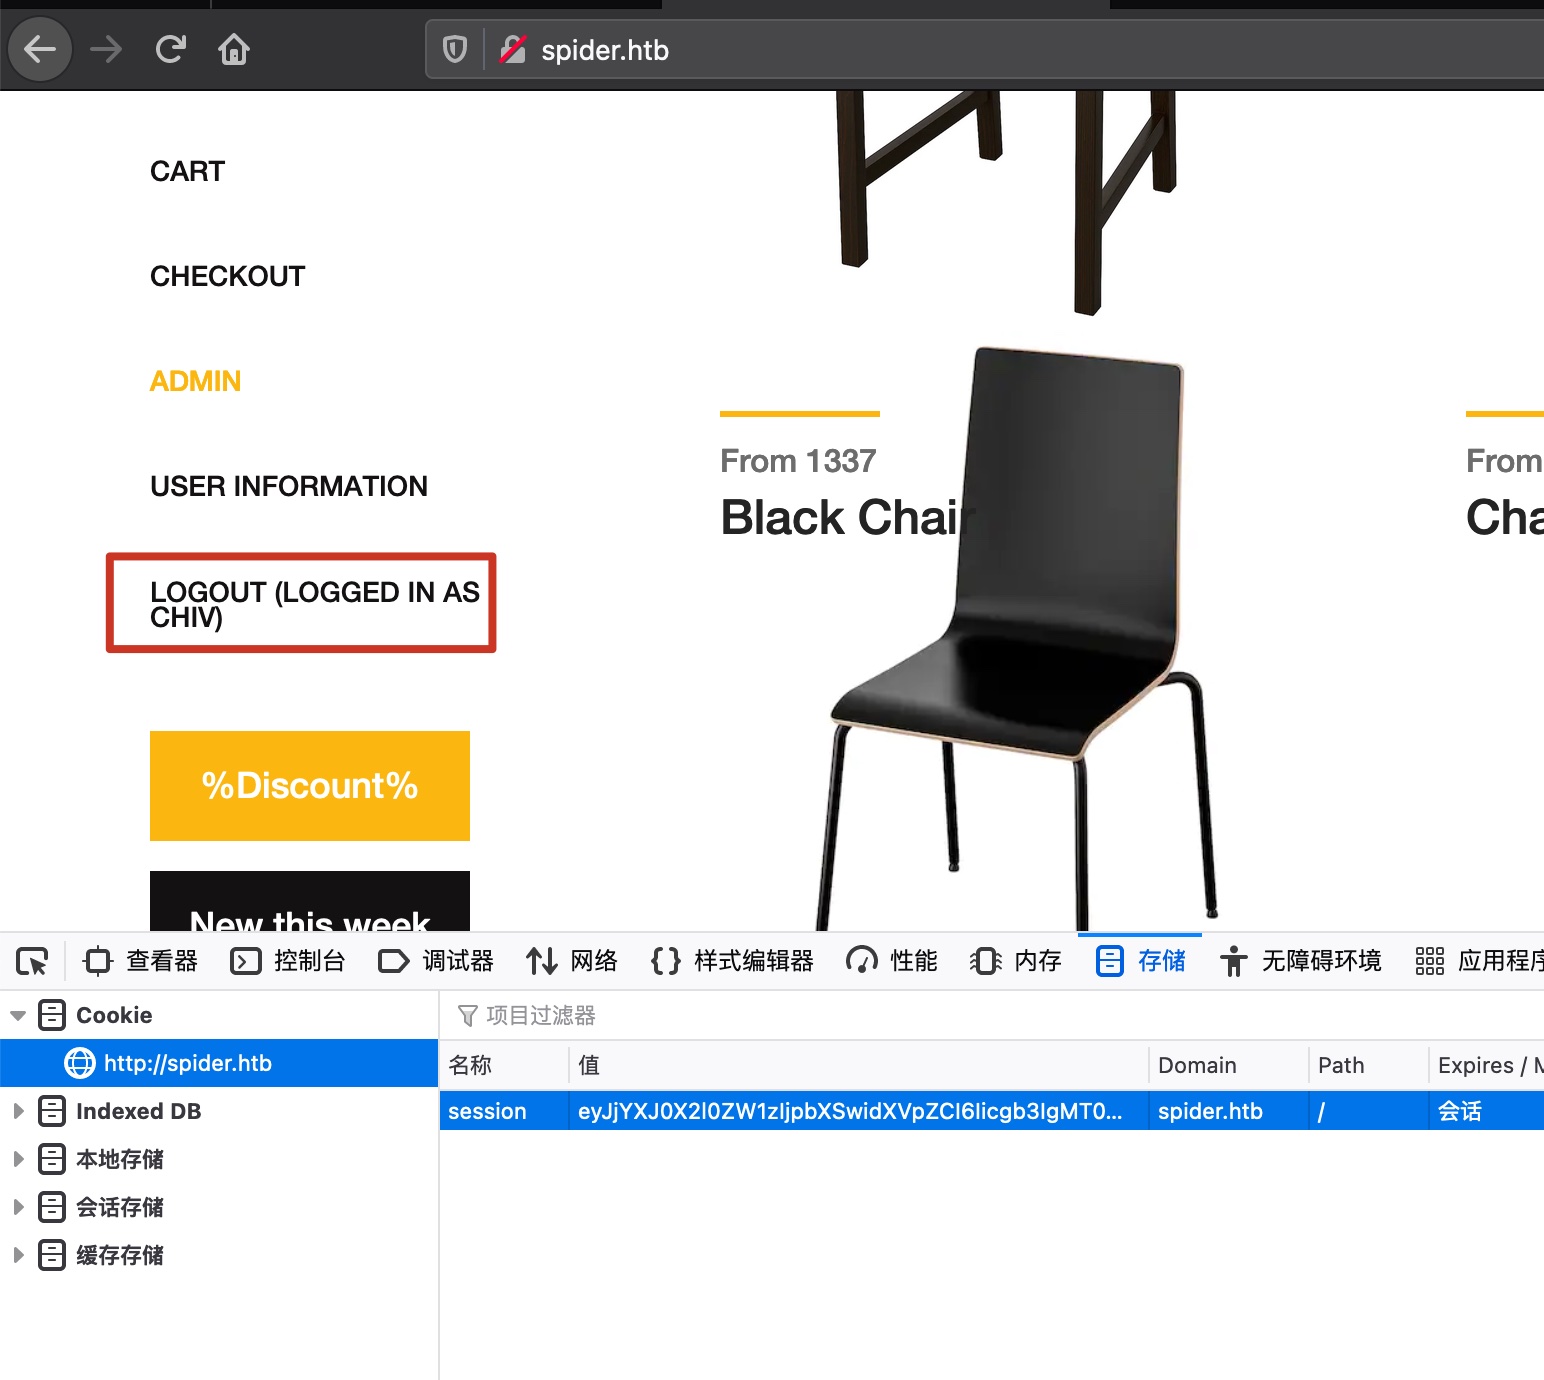 spider.htb
CART
CHECKOUT
ADMIN
USER INFORMATION
LOGOUT (LOGGED IN AS
CHIV)
%Discount%
New this week
From 1337
Black Chair
From
Cha
查看器 控制台 调试器 网络 样式编辑器 性能 内存 存储 无障碍环境 应用程序
Cookie
http://spider.htb
Indexed DB
本地存储
会话存储
缓存存储
项目过滤器
名称 值 Domain Path Expires / M
session eyJjYXJ0X2l0ZW1zIjpbXSwidXVpZCI6Iicgb3IgMT0... spider.htb / 会话